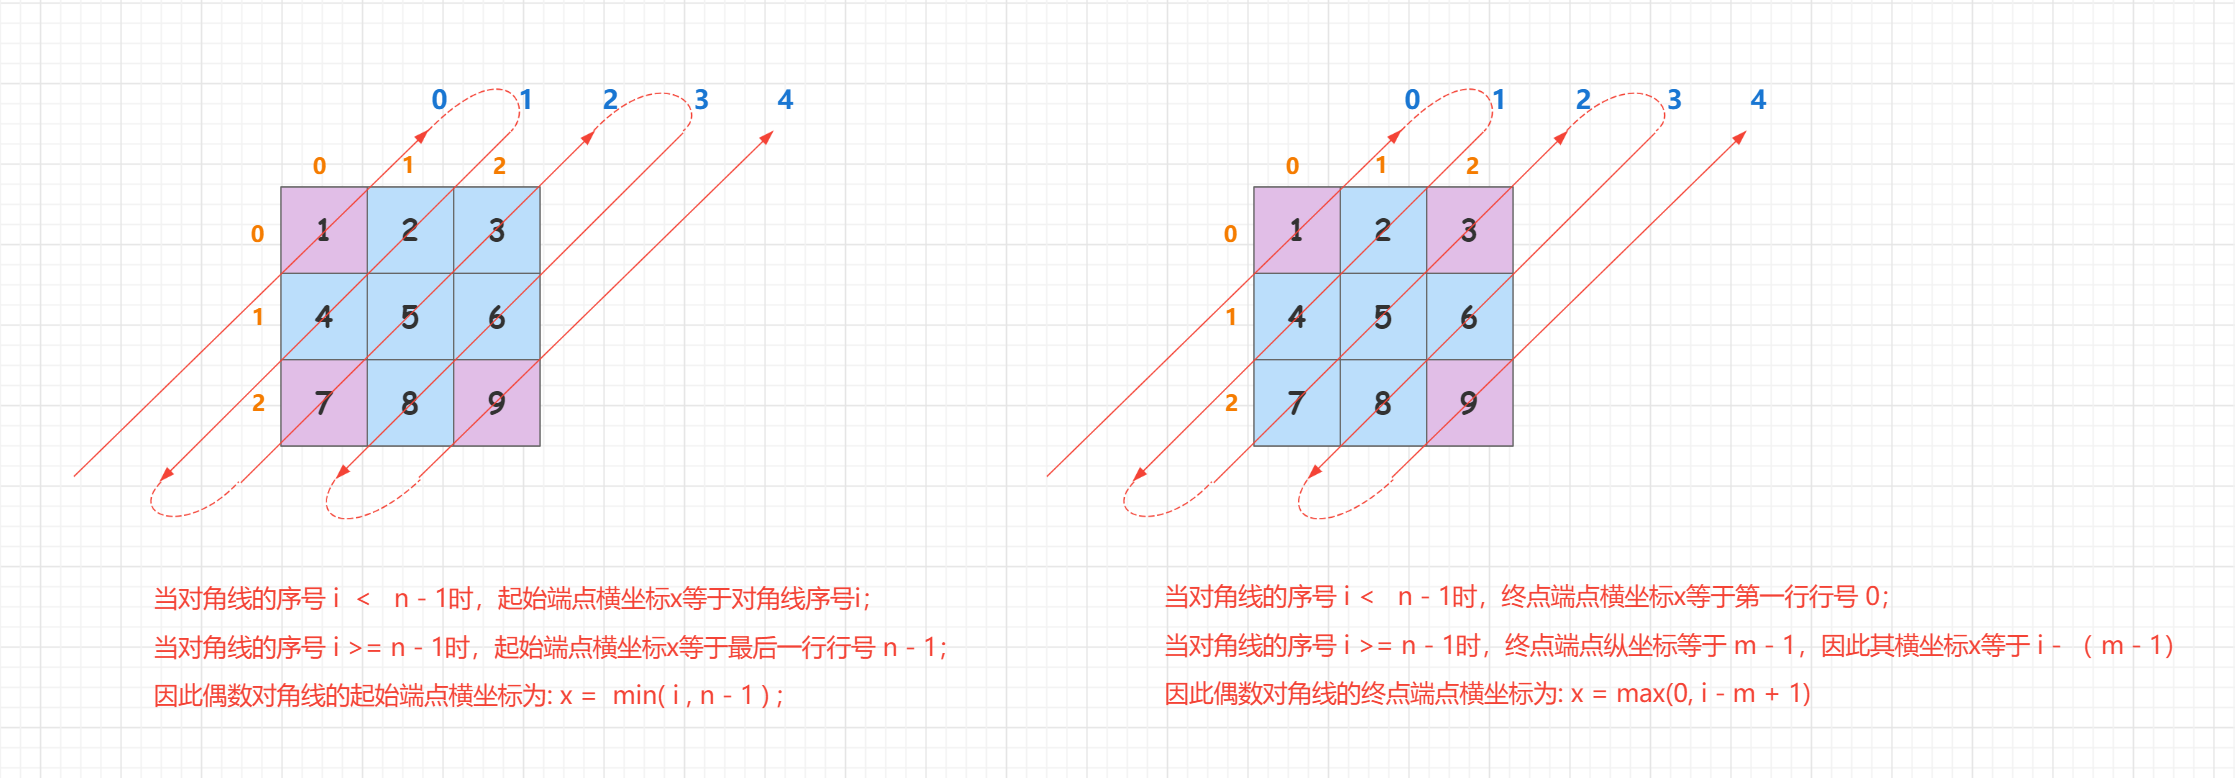 0 1 2 3 4
0 1 2
0 1 2 3
1 4 5 6
2 7 8 9
当对角线的序号 i < n - 1时，起始端点横坐标x等于对角线序号i；
当对角线的序号 i >= n - 1时，起始端点横坐标x等于最后一行行号 n - 1；
因此偶数对角线的起始端点横坐标为: x = min( i , n - 1 ) ；
0 1 2 3 4
0 1 2
0 1 2 3
1 4 5 6
2 7 8 9
当对角线的序号 i < n - 1时，终点端点横坐标x等于第一行行号 0；
当对角线的序号 i >= n - 1时，终点端点纵坐标等于 m - 1，因此其横坐标x等于 i - （ m - 1）
因此偶数对角线的终点端点横坐标为: x = max(0, i - m + 1)